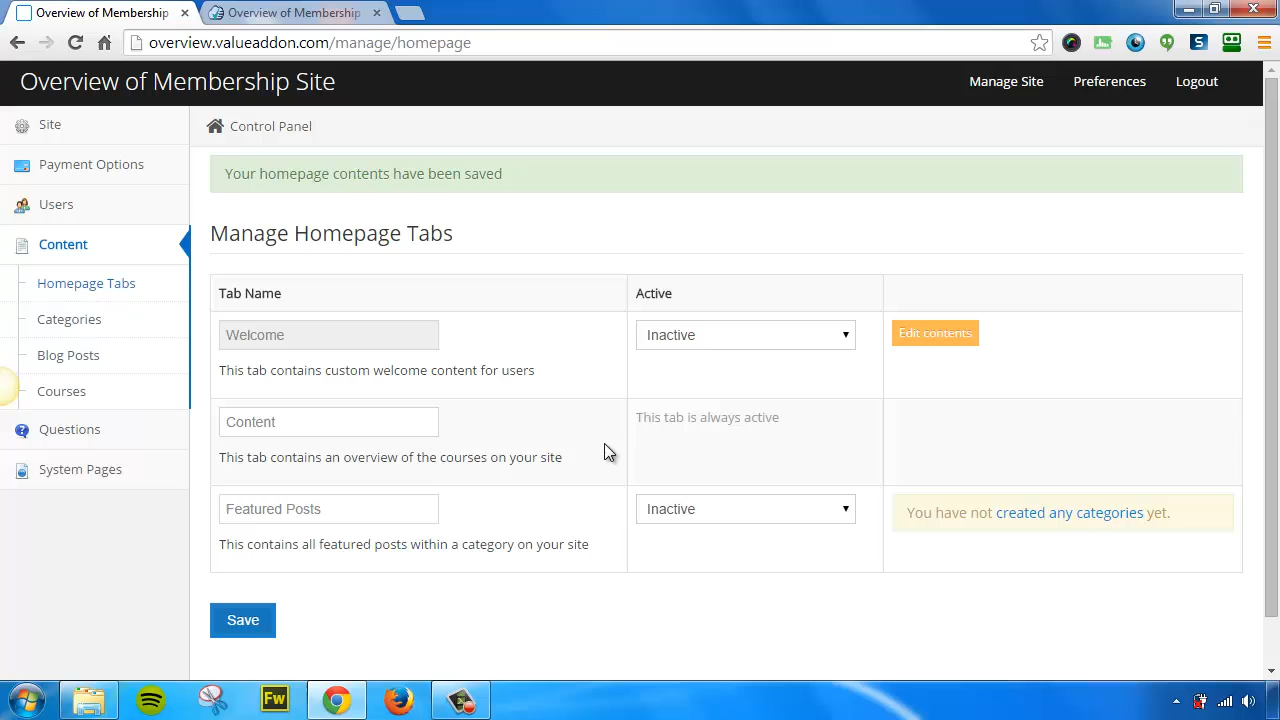 Overview of Membership
Overview of Membership
overview.valueaddon.com/manage/homepage
Overview of Membership Site
Manage Site
Preferences
Logout
Site
Payment Options
Users
Content
Homepage Tabs
Categories
Blog Posts
Courses
Questions
System Pages
Control Panel
Your homepage contents have been saved
Manage Homepage Tabs
Tab Name
Active
Welcome
Inactive
Edit contents
This tab contains custom welcome content for users
Content
This tab is always active
This tab contains an overview of the courses on your site
Featured Posts
Inactive
You have not created any categories yet.
This contains all featured posts within a category on your site
Save
Fw